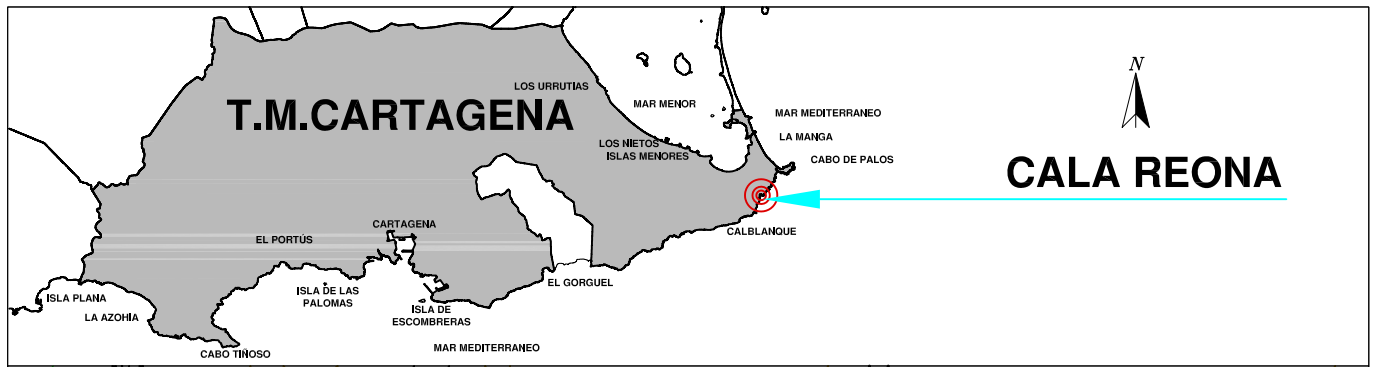 N
LOS URRUTIAS
T.M.CARTAGENA
MAR MENOR
MAR MEDITERRANEO
LA MANGA
LOS NIETOS
ISLAS MENORES
CABO DE PALOS
CALA REONA
CARTAGENA
CALBLANQUE
EL PORTÚS
EL GORGUEL
ISLA DE LAS
PALOMAS
ISLA PLANA
ISLA DE
ESCOMBRERAS
LA AZOHÍA
MAR MEDITERRANEO
CABO TIÑOSO